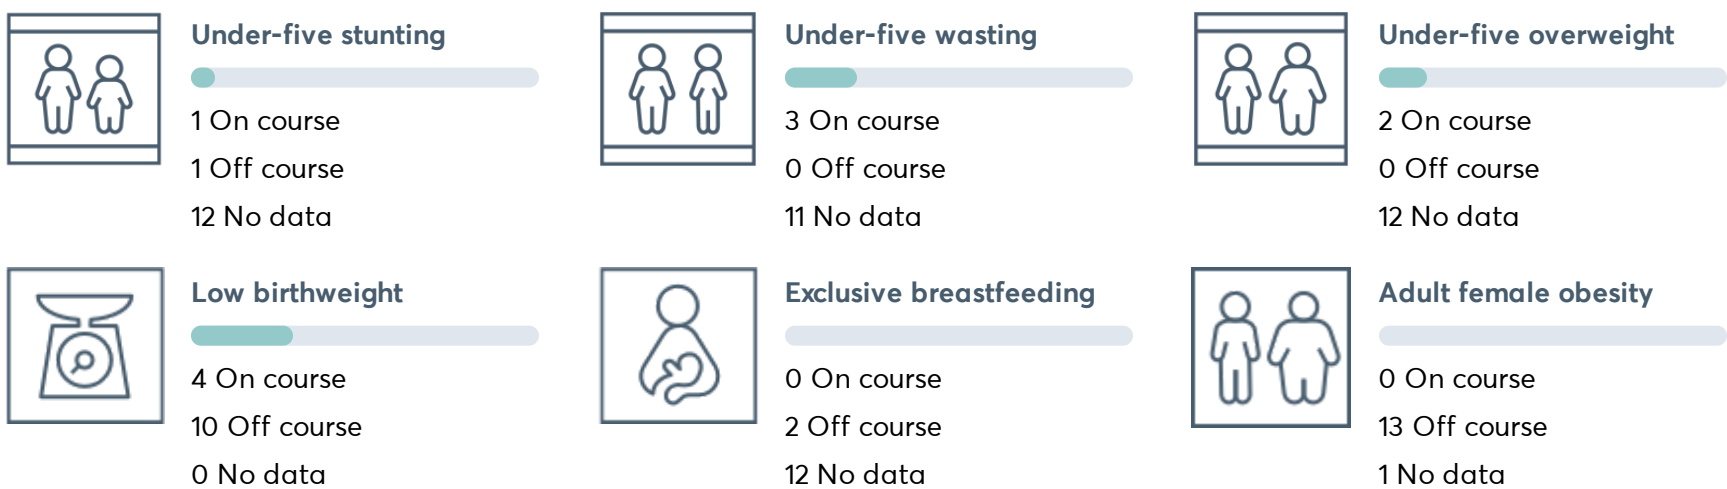 Under-five stunting
1 On course
1 Off course
12 No data
Under-five wasting
3 On course
0 Off course
11 No data
Under-five overweight
2 On course
0 Off course
12 No data
Low birthweight
4 On course
10 Off course
0 No data
Exclusive breastfeeding
0 On course
2 Off course
12 No data
Adult female obesity
0 On course
13 Off course
1 No data